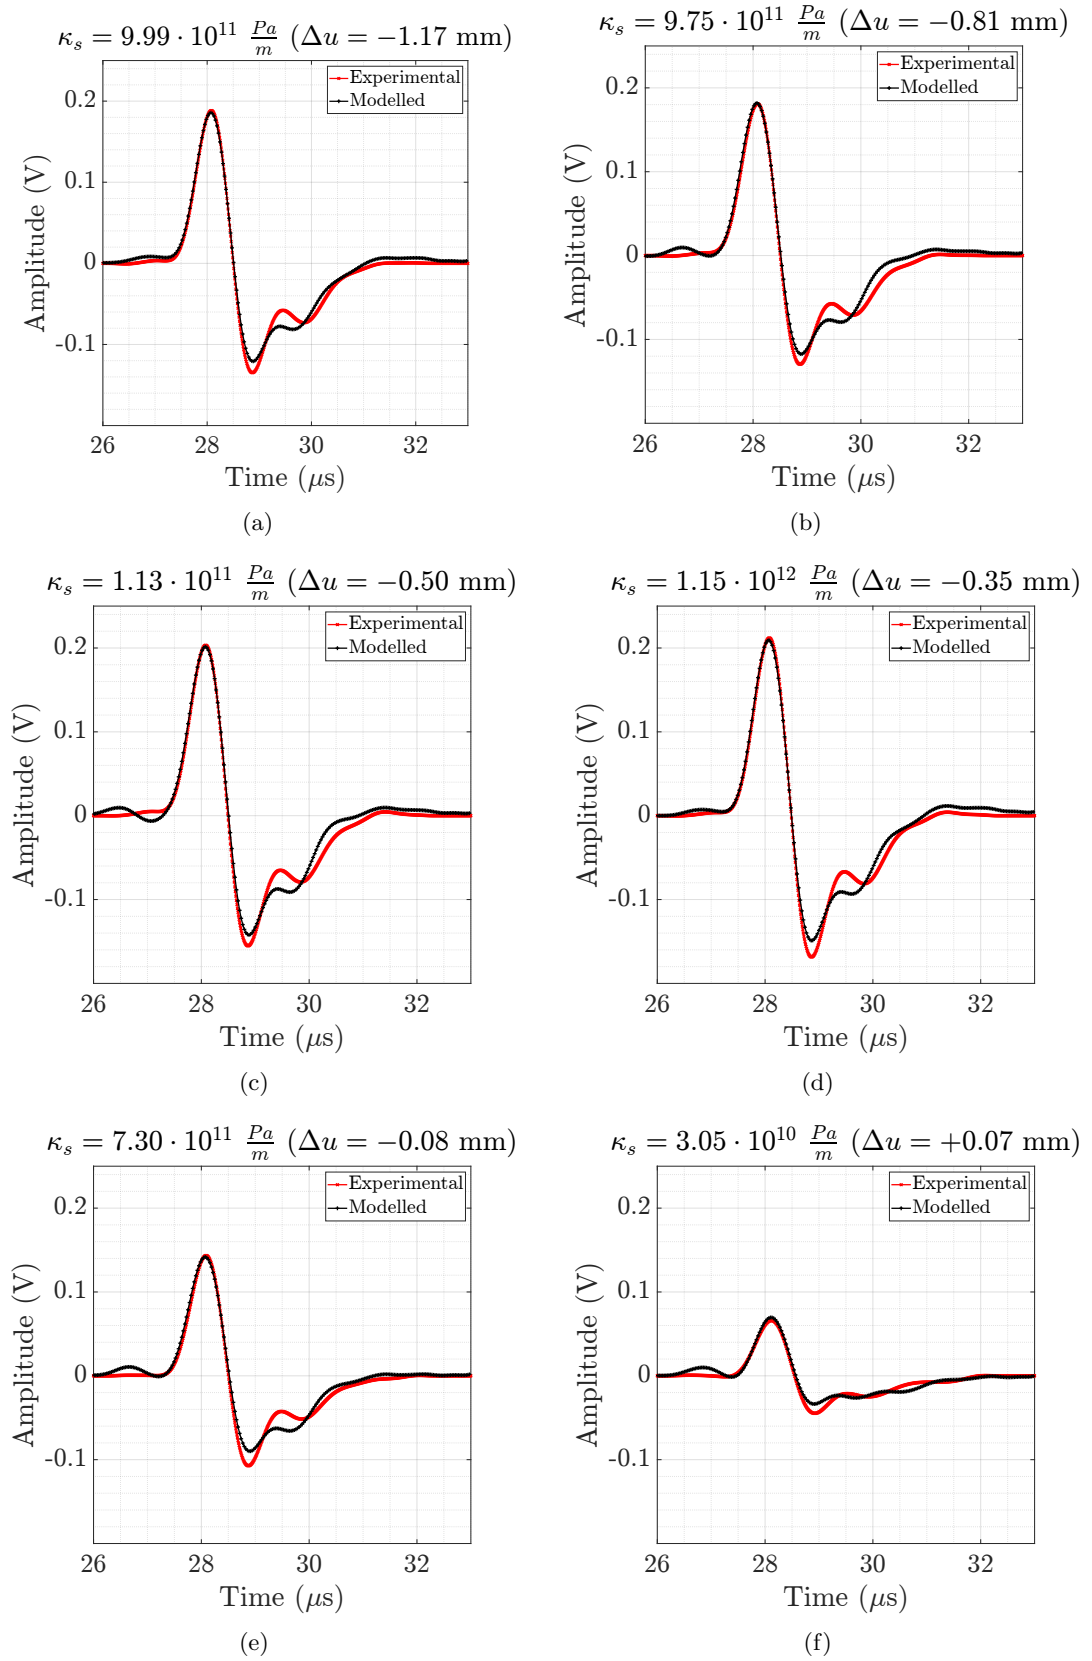 κ_s = 9.99 · 10^11 Pa/m (Δu = −1.17 mm)
Experimental
Modelled
0.2
0.1
0
-0.1
Amplitude (V)
26 28 30 32
Time (μs)
(a)
κ_s = 9.75 · 10^11 Pa/m (Δu = −0.81 mm)
Experimental
Modelled
0.2
0.1
0
-0.1
Amplitude (V)
26 28 30 32
Time (μs)
(b)
κ_s = 1.13 · 10^11 Pa/m (Δu = −0.50 mm)
Experimental
Modelled
0.2
0.1
0
-0.1
Amplitude (V)
26 28 30 32
Time (μs)
(c)
κ_s = 1.15 · 10^12 Pa/m (Δu = −0.35 mm)
Experimental
Modelled
0.2
0.1
0
-0.1
Amplitude (V)
26 28 30 32
Time (μs)
(d)
κ_s = 7.30 · 10^11 Pa/m (Δu = −0.08 mm)
Experimental
Modelled
0.2
0.1
0
-0.1
Amplitude (V)
26 28 30 32
Time (μs)
(e)
κ_s = 3.05 · 10^10 Pa/m (Δu = +0.07 mm)
Experimental
Modelled
0.2
0.1
0
-0.1
Amplitude (V)
26 28 30 32
Time (μs)
(f)